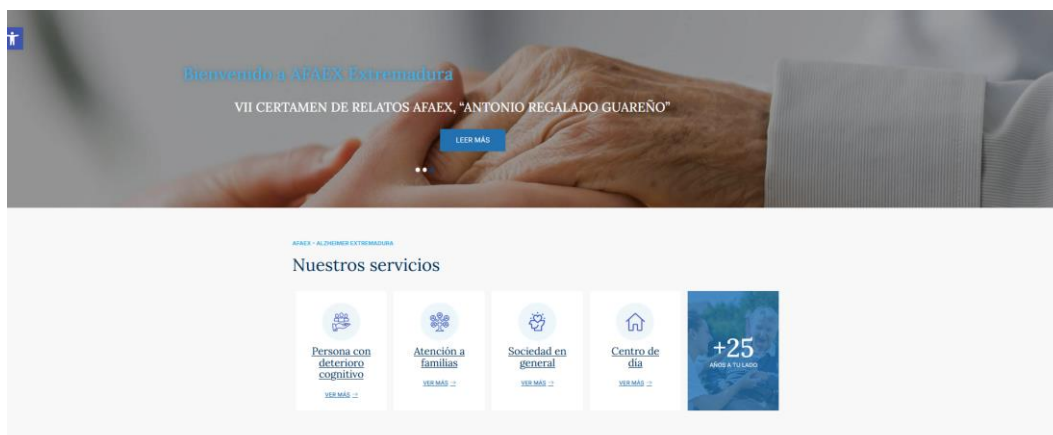 Bienvenido a AFAEX Extremadura
VII CERTAMEN DE RELATOS AFAEX, “ANTONIO REGALADO GUAREÑO”
LEER MÁS
AFAEX - ALZHEIMER EXTREMADURA
Nuestros servicios
Persona con
deterioro
cognitivo
VER MÁS →
Atención a
familias
VER MÁS →
Sociedad en
general
VER MÁS →
Centro de
día
VER MÁS →
+25
AÑOS A TU LADO